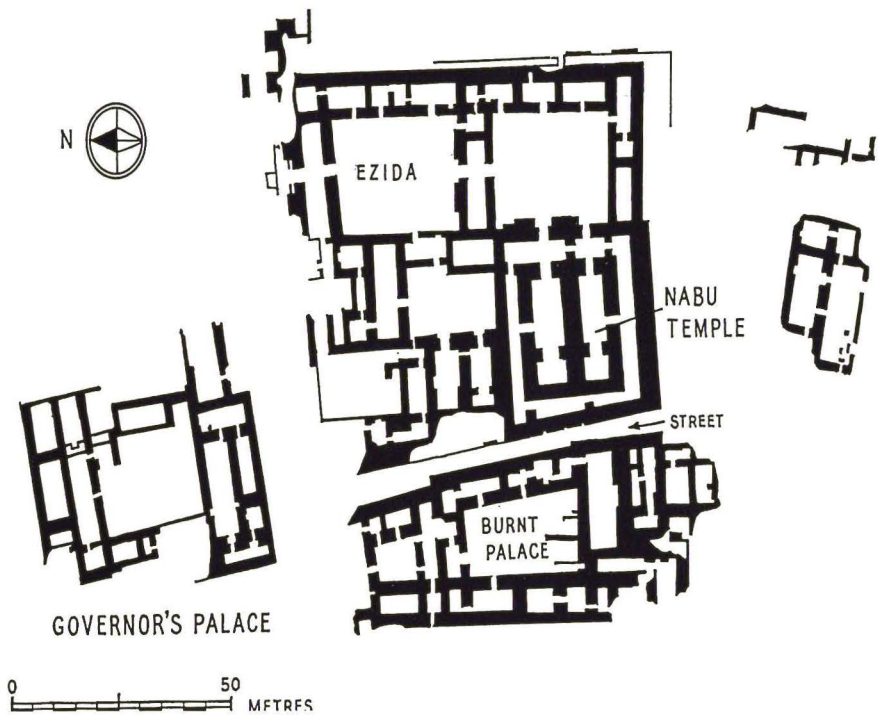 N
EZIDA
NABU
TEMPLE
STREET
BURNT
PALACE
GOVERNOR'S PALACE
0 50
METRES